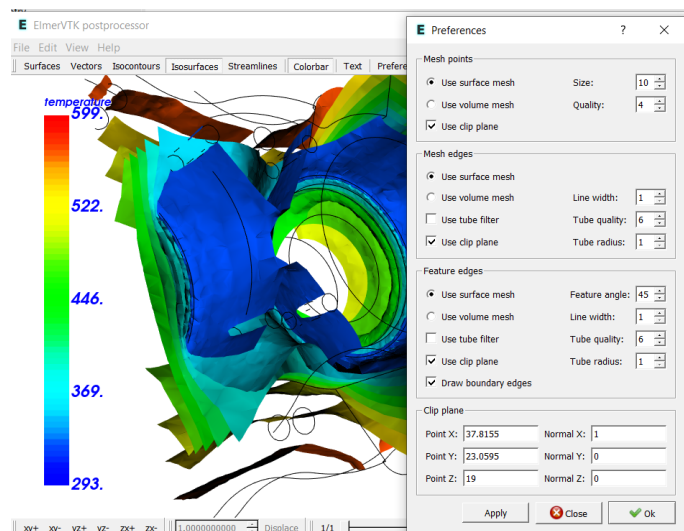 ElmerVTK postprocessor
File Edit View Help
Surfaces Vectors Isocontours Isosurfaces Streamlines Colorbar Text Prefere
temperature
599.
522.
446.
369.
293.
xy+ xy- yz+ yz- zx+ zx- 1.0000000000 Displace 1/1
Preferences ?
Mesh points
Use surface mesh Size: 10
Use volume mesh Quality: 4
Use clip plane
Mesh edges
Use surface mesh
Use volume mesh Line width: 1
Use tube filter Tube quality: 6
Use clip plane Tube radius: 1
Feature edges
Use surface mesh Feature angle: 45
Use volume mesh Line width: 1
Use tube filter Tube quality: 6
Use clip plane Tube radius: 1
Draw boundary edges
Clip plane
Point X: 37.8155 Normal X: 1
Point Y: 23.0595 Normal Y: 0
Point Z: 19 Normal Z: 0
Apply Close Ok